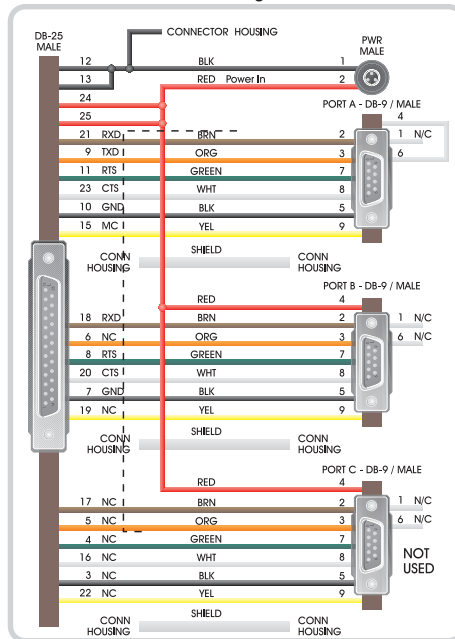 DB-25
MALE
CONNECTOR HOUSING
PWR
MALE
12 BLK 1
13 RED Power In 2
24
PORT A - DB-9 / MALE
25
4
21 RXD BRN 2 1 N/C
9 TXD ORG 3 6
11 RTS GREEN 7
23 CTS WHT 8
10 GND BLK 5
15 MC YEL 9
SHIELD
CONN
HOUSING
CONN
HOUSING
PORT B - DB-9 / MALE
RED 4
18 RXD BRN 2 1 N/C
6 NC ORG 3 6 N/C
8 RTS GREEN 7
20 CTS WHT 8
7 GND BLK 5
19 NC YEL 9
SHIELD
CONN
HOUSING
CONN
HOUSING
PORT C - DB-9 / MALE
RED 4
17 NC BRN 2 1 N/C
5 NC ORG 3 6 N/C
4 NC GREEN 7
16 NC WHT 8
3 NC BLK 5
22 NC YEL 9
NOT
USED
SHIELD
CONN
HOUSING
CONN
HOUSING